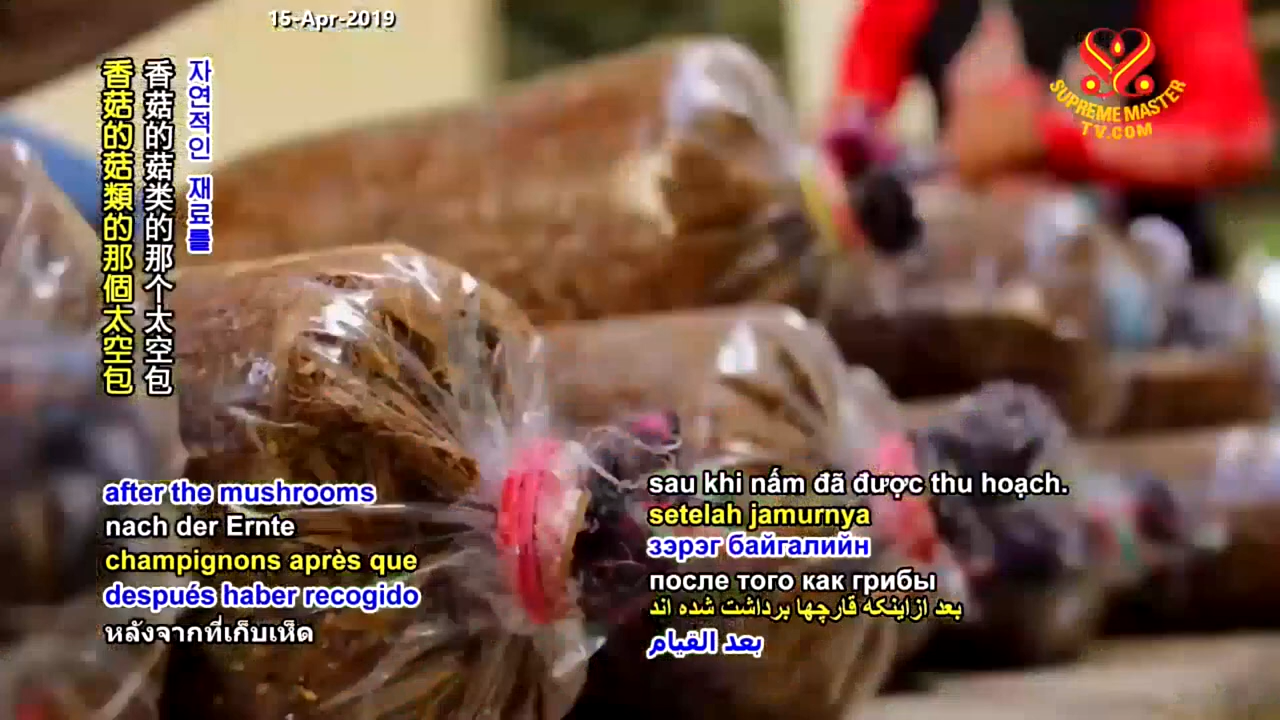 15-Apr-2019
SUPREME MASTER
TV.COM
자연적인 재료를
香菇的菇类的那个太空包
香菇的菇類的那個太空包
after the mushrooms
nach der Ernte
champignons après que
después haber recogido
หลังจากที่เก็บเห็ด
sau khi nấm đã được thu hoạch.
setelah jamurnya
зэрэг байгалийн
после того как грибы
بعد ازاینکه قارچها برداشت شده اند
بعد القيام